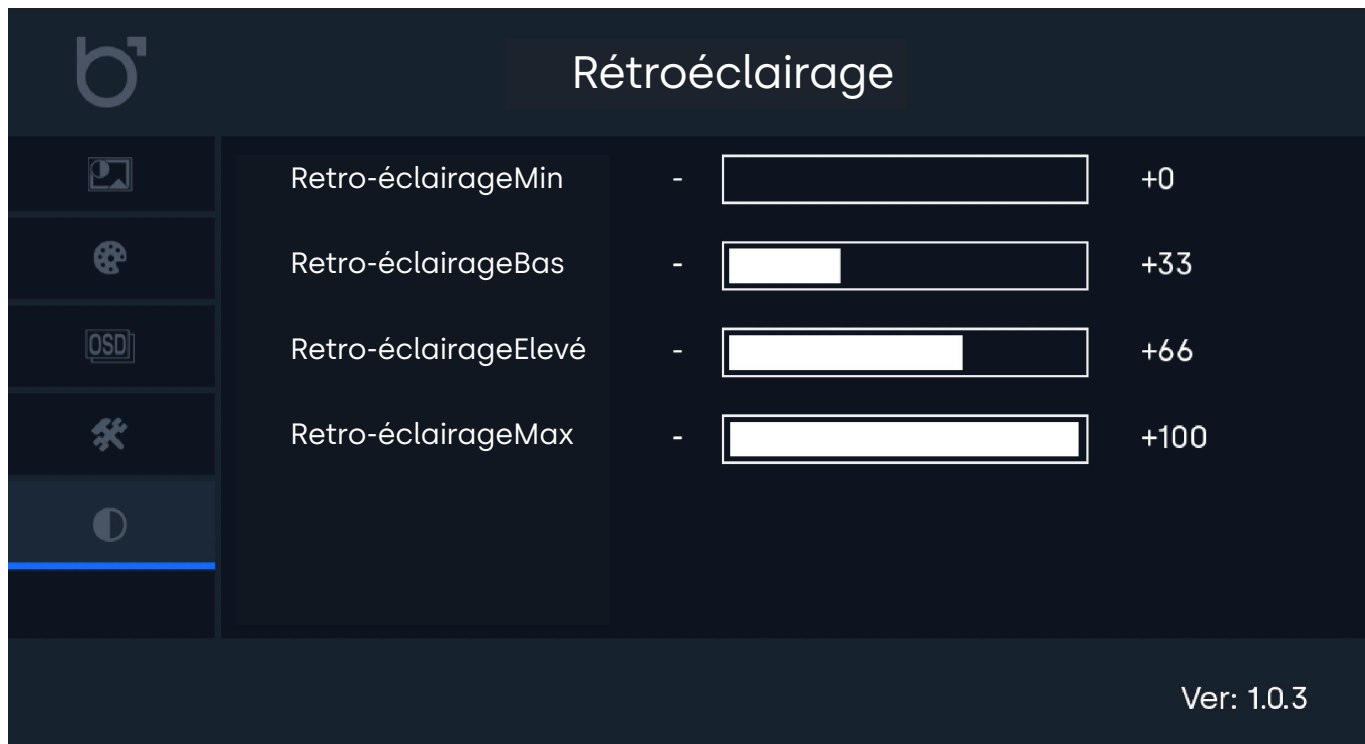 Rétroéclairage
Retro-éclairageMin - +0
Retro-éclairageBas - +33
OSD
Retro-éclairageElevé - +66
Retro-éclairageMax - +100
Ver: 1.0.3